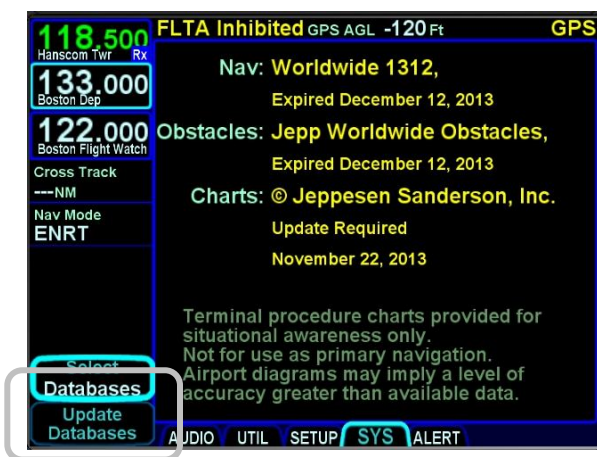 118.500 FLTA Inhibited GPS AGL -120 Ft GPS
Hanscom Twr Rx
133.000
Boston Dep
122.000
Boston Flight Watch
Cross Track
---NM
Nav Mode
ENRT
Nav: Worldwide 1312,
Expired December 12, 2013
Obstacles: Jepp Worldwide Obstacles,
Expired December 12, 2013
Charts: © Jeppesen Sanderson, Inc.
Update Required
November 22, 2013
Terminal procedure charts provided for
situational awareness only.
Not for use as primary navigation.
Airport diagrams may imply a level of
accuracy greater than available data.
Select
Databases
Update
Databases
AUDIO UTIL SETUP SYS ALERT